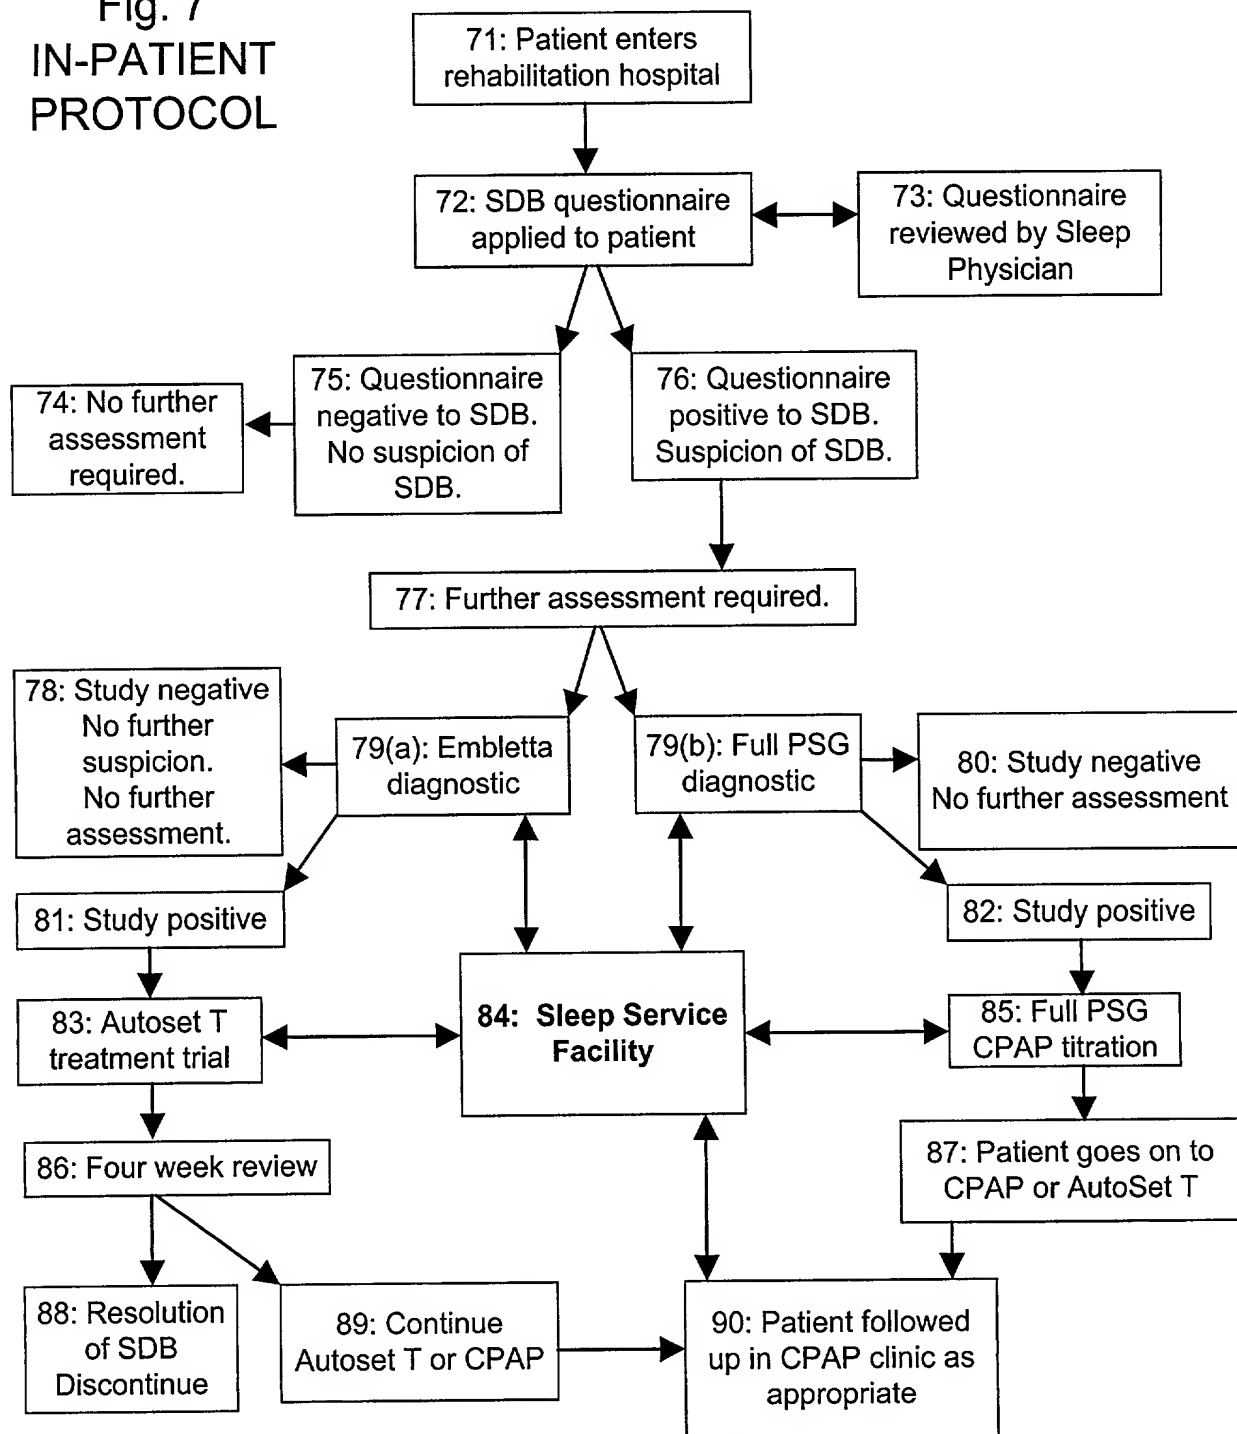 Fig. 7
IN-PATIENT
PROTOCOL
71: Patient enters
rehabilitation hospital
72: SDB questionnaire
applied to patient
73: Questionnaire
reviewed by Sleep
Physician
74: No further
assessment
required.
75: Questionnaire
negative to SDB.
No suspicion of
SDB.
76: Questionnaire
positive to SDB.
Suspicion of SDB.
77: Further assessment required.
78: Study negative
No further
suspicion.
No further
assessment.
79(a): Embletta
diagnostic
79(b): Full PSG
diagnostic
80: Study negative
No further assessment
81: Study positive
82: Study positive
83: Autoset T
treatment trial
84: Sleep Service
Facility
85: Full PSG
CPAP titration
86: Four week review
87: Patient goes on to
CPAP or AutoSet T
88: Resolution
of SDB
Discontinue
89: Continue
Autoset T or CPAP
90: Patient followed
up in CPAP clinic as
appropriate